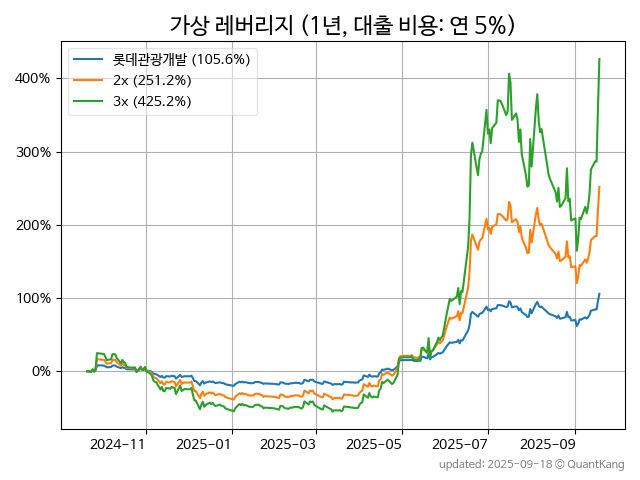 가상 레버리지 (1년, 대출 비용: 연 5%)
롯데관광개발 (105.6%)
2x (251.2%)
3x (425.2%)
400%
300%
200%
100%
0%
2024-11
2025-01
2025-03
2025-05
2025-07
2025-09
updated: 2025-09-18 © QuantKang